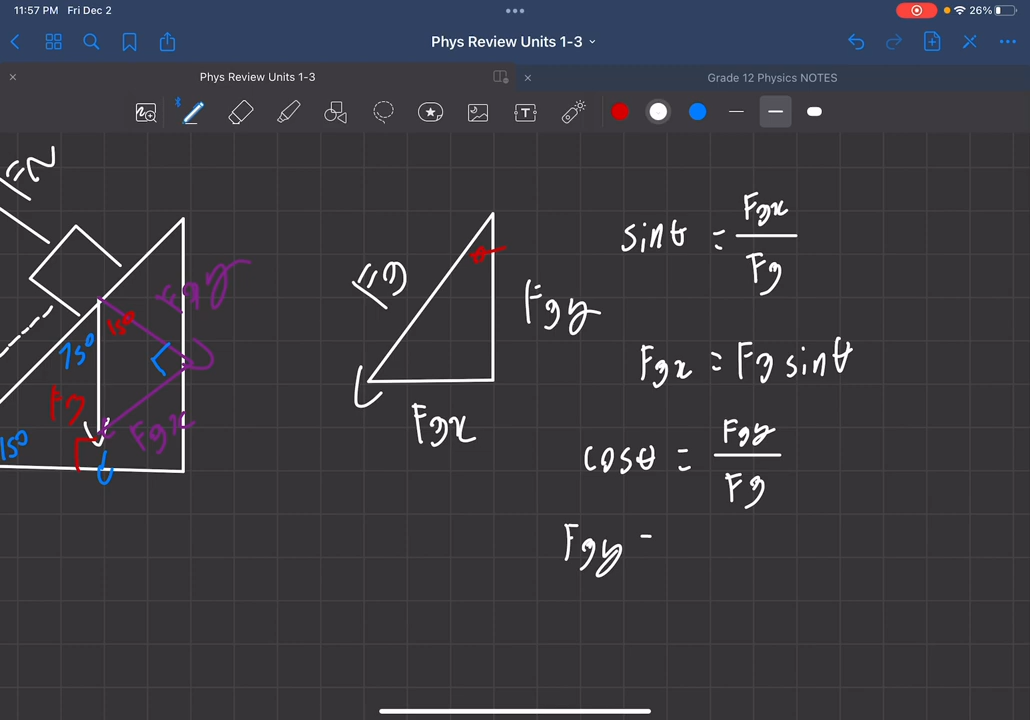 11:57 PM Fri Dec 2
26%
Phys Review Units 1-3
Phys Review Units 1-3
Grade 12 Physics NOTES
FN
Fgy
15°
75°
Fg
Fgx
15°
Fg
θ
Fgy
Fgx
sinθ = Fgx / Fg
Fgx = Fg sinθ
cosθ = Fgy / Fg
Fgy =